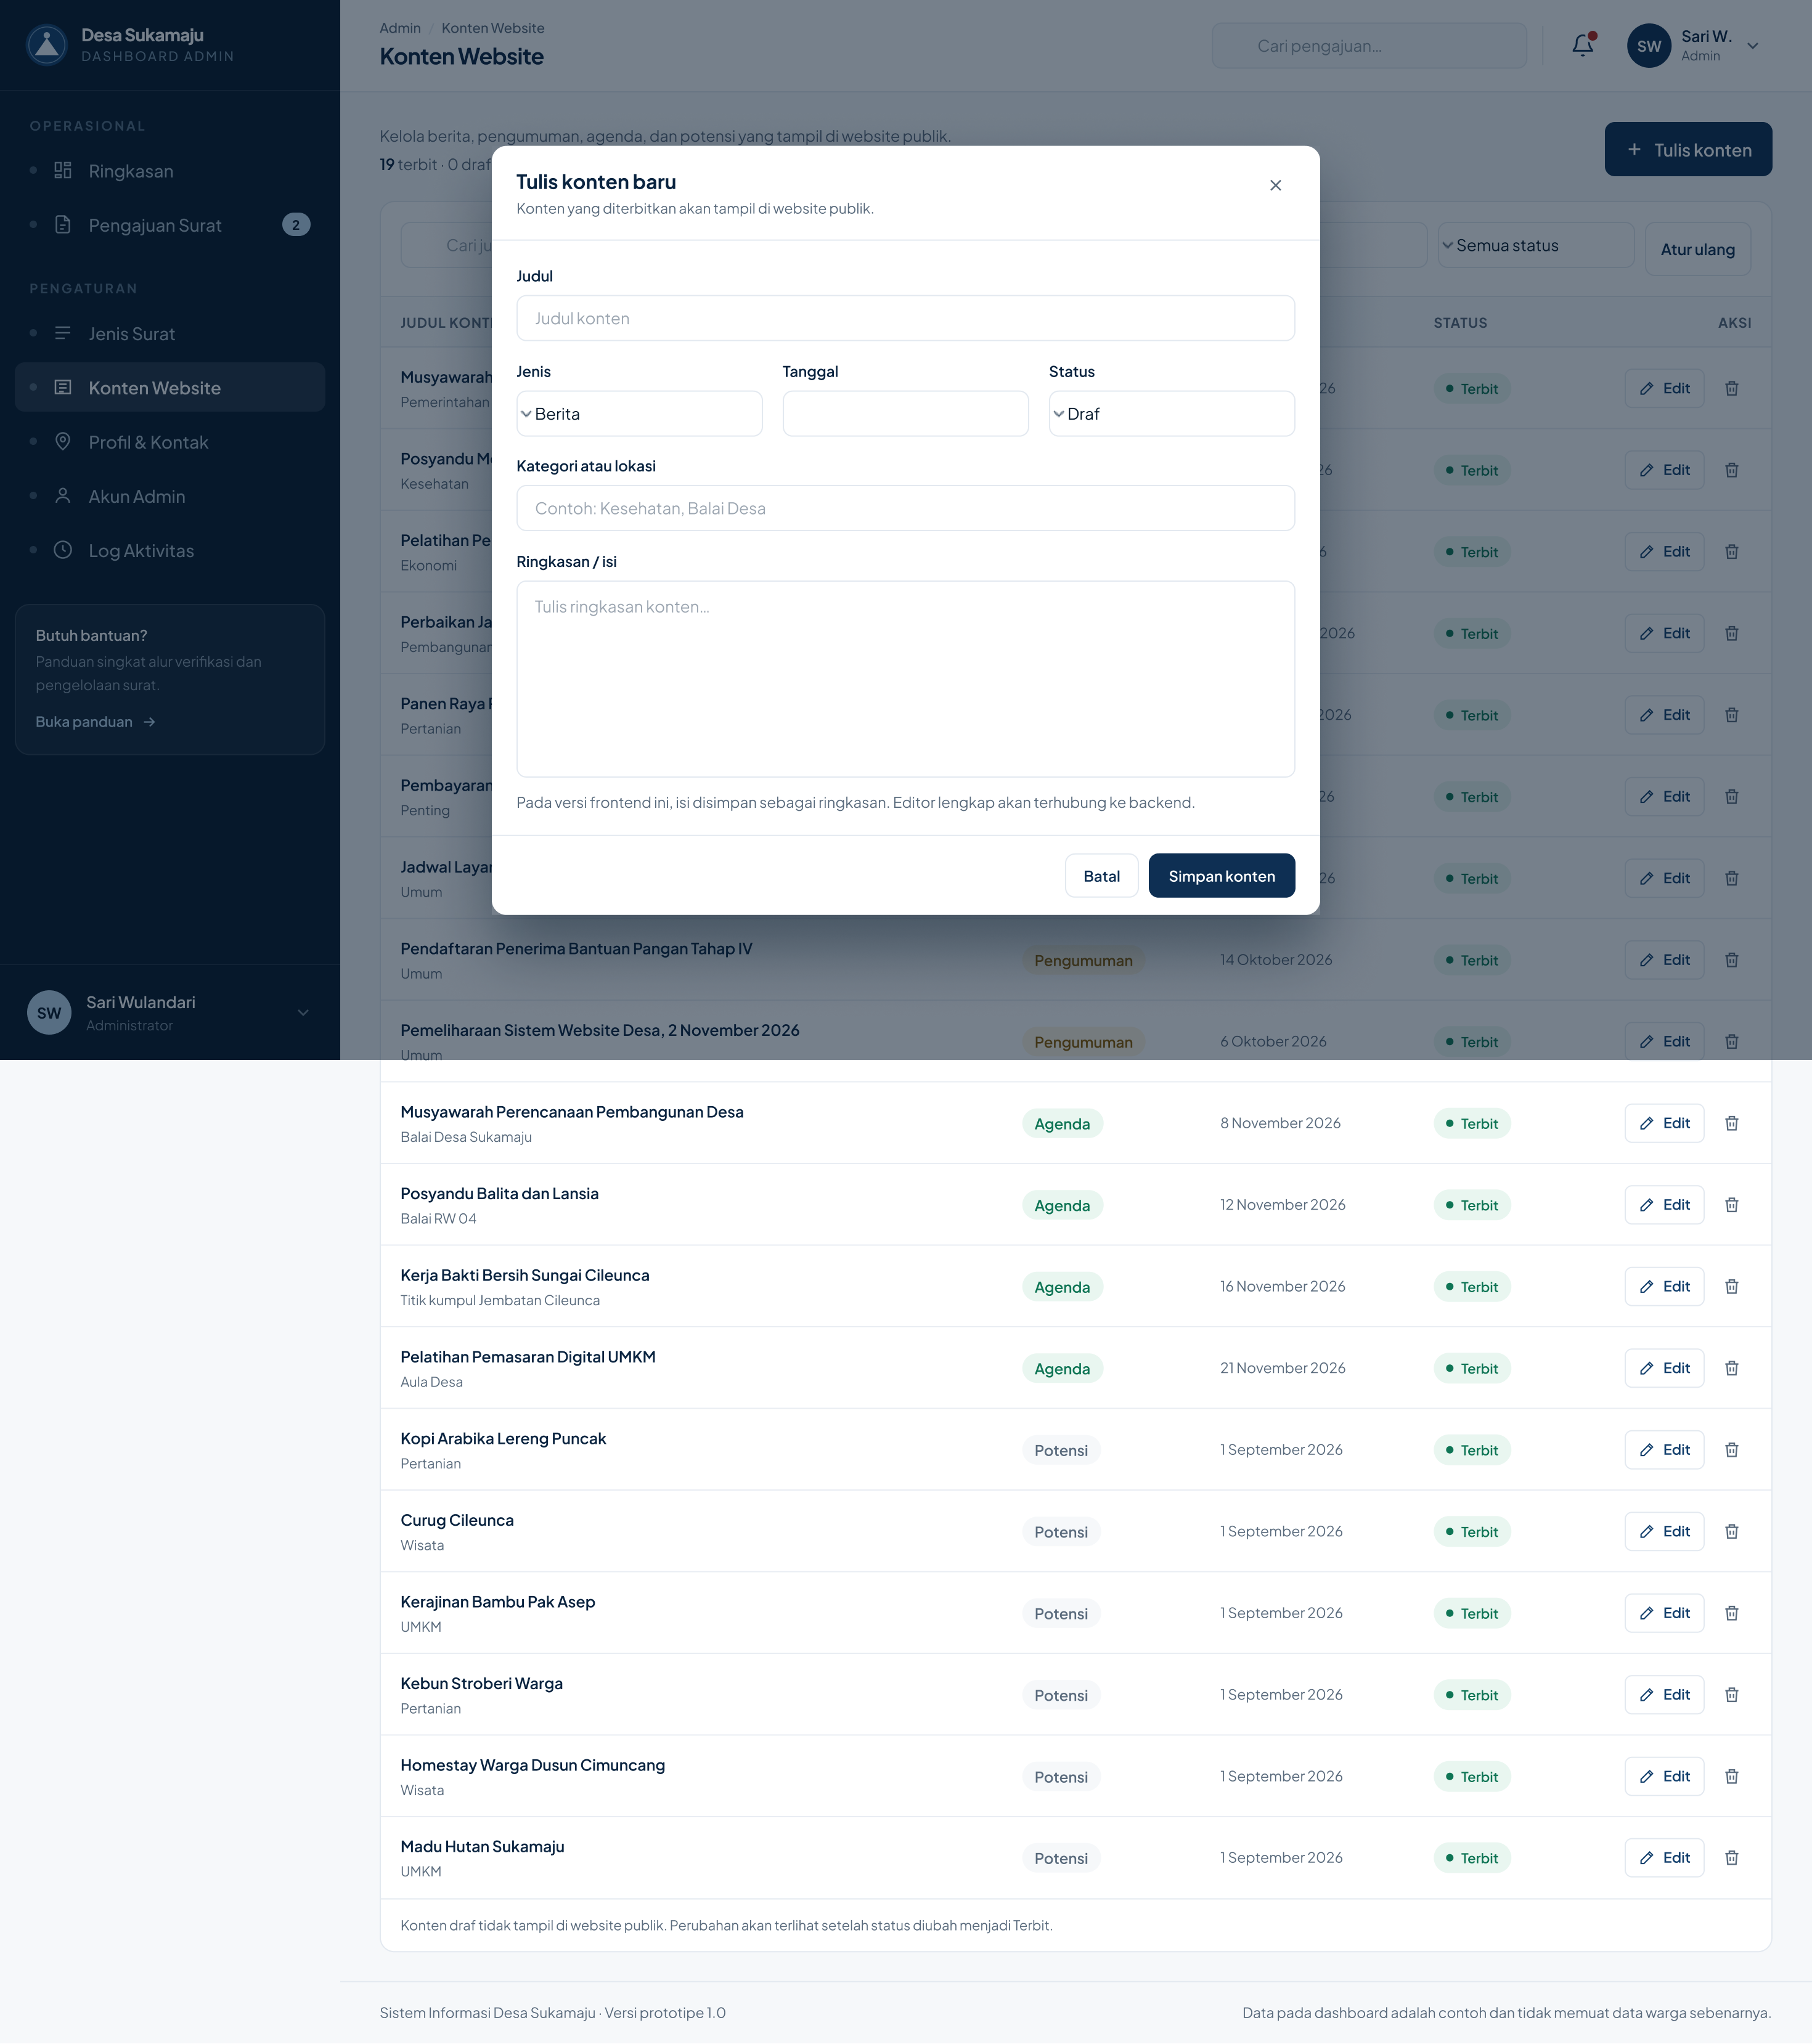 Desa Sukamaju
DASHBOARD ADMIN
OPERASIONAL
Ringkasan
Pengajuan Surat
2
PENGATURAN
Jenis Surat
Konten Website
Profil & Kontak
Akun Admin
Log Aktivitas
Butuh bantuan?
Panduan singkat alur verifikasi dan
pengelolaan surat.
Buka panduan →
SW
Sari Wulandari
Administrator
Admin / Konten Website
Konten Website
Cari pengajuan...
SW
Sari W.
Admin
Kelola berita, pengumuman, agenda, dan potensi yang tampil di website publik.
19 terbit · 0 draf
+ Tulis konten
Semua status
Atur ulang
STATUS
AKSI
Tulis konten baru
Konten yang diterbitkan akan tampil di website publik.
Judul
Judul konten
Jenis
Tanggal
Status
Berita
Draf
Kategori atau lokasi
Contoh: Kesehatan, Balai Desa
Ringkasan / isi
Tulis ringkasan konten...
Pada versi frontend ini, isi disimpan sebagai ringkasan. Editor lengkap akan terhubung ke backend.
Batal
Simpan konten
Musyawarah
Pemerintahan
Terbit
Edit
Posyandu
Kesehatan
Terbit
Edit
Pelatihan
Ekonomi
Terbit
Edit
Perbaikan
2026
Terbit
Edit
Panen Raya
Pertanian
2026
Terbit
Edit
Penting
Terbit
Edit
Jadwal
Umum
Terbit
Edit
Pendaftaran Penerima Bantuan Pangan Tahap IV
Umum
Pengumuman
14 Oktober 2026
Terbit
Edit
Pemeliharaan Sistem Website Desa, 2 November 2026
Umum
Pengumuman
6 Oktober 2026
Terbit
Edit
Musyawarah Perencanaan Pembangunan Desa
Balai Desa Sukamaju
Agenda
8 November 2026
Terbit
Edit
Posyandu Balita dan Lansia
Balai RW 04
Agenda
12 November 2026
Terbit
Edit
Kerja Bakti Bersih Sungai Cileunca
Titik kumpul Jembatan Cileunca
Agenda
16 November 2026
Terbit
Edit
Pelatihan Pemasaran Digital UMKM
Aula Desa
Agenda
21 November 2026
Terbit
Edit
Kopi Arabika Lereng Puncak
Pertanian
Potensi
1 September 2026
Terbit
Edit
Curug Cileunca
Wisata
Potensi
1 September 2026
Terbit
Edit
Kerajinan Bambu Pak Asep
UMKM
Potensi
1 September 2026
Terbit
Edit
Kebun Stroberi Warga
Pertanian
Potensi
1 September 2026
Terbit
Edit
Homestay Warga Dusun Cimuncang
Wisata
Potensi
1 September 2026
Terbit
Edit
Madu Hutan Sukamaju
UMKM
Potensi
1 September 2026
Terbit
Edit
Konten draf tidak tampil di website publik. Perubahan akan terlihat setelah status diubah menjadi Terbit.
Sistem Informasi Desa Sukamaju · Versi prototipe 1.0
Data pada dashboard adalah contoh dan tidak memuat data warga sebenarnya.